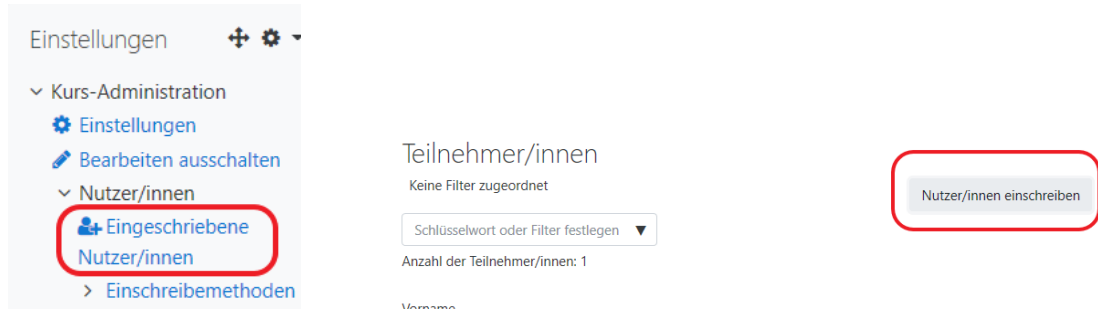 Einstellungen
Kurs-Administration
Einstellungen
Bearbeiten ausschalten
Nutzer/innen
Eingeschriebene
Nutzer/innen
Einschreibemethoden
Teilnehmer/innen
Keine Filter zugeordnet
Nutzer/innen einschreiben
Schlüsselwort oder Filter festlegen ▼
Anzahl der Teilnehmer/innen: 1
Vorname